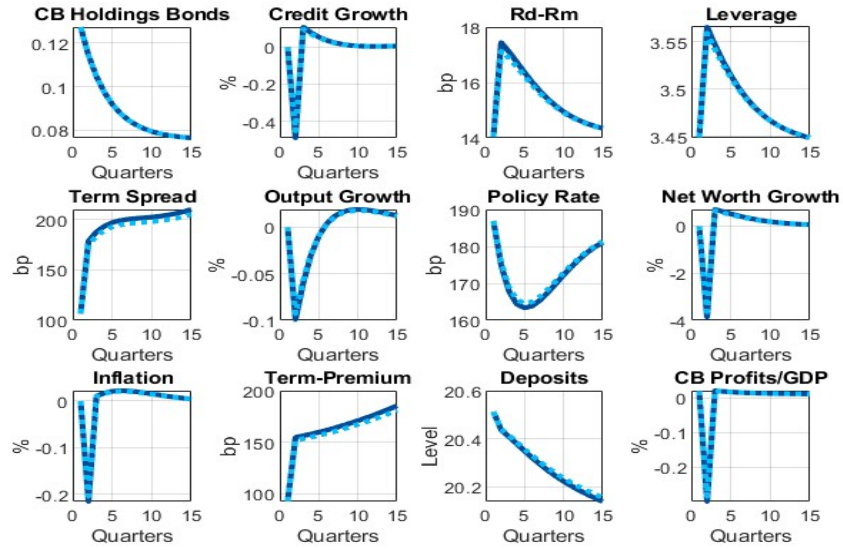 CB Holdings Bonds
0.12
0.1
0.08
0 5 10 15
Quarters
Credit Growth
%
0
-0.2
-0.4
0 5 10 15
Quarters
Rd-Rm
bp
18
16
14
0 5 10 15
Quarters
Leverage
3.55
3.5
3.45
0 5 10 15
Quarters
Term Spread
bp
200
150
100
0 5 10 15
Quarters
Output Growth
%
0
-0.05
-0.1
0 5 10 15
Quarters
Policy Rate
bp
190
180
170
160
0 5 10 15
Quarters
Net Worth Growth
%
0
-2
-4
0 5 10 15
Quarters
Inflation
%
0
-0.1
-0.2
0 5 10 15
Quarters
Term-Premium
bp
200
150
100
0 5 10 15
Quarters
Deposits
Level
20.6
20.4
20.2
0 5 10 15
Quarters
CB Profits/GDP
%
0
-0.1
-0.2
0 5 10 15
Quarters